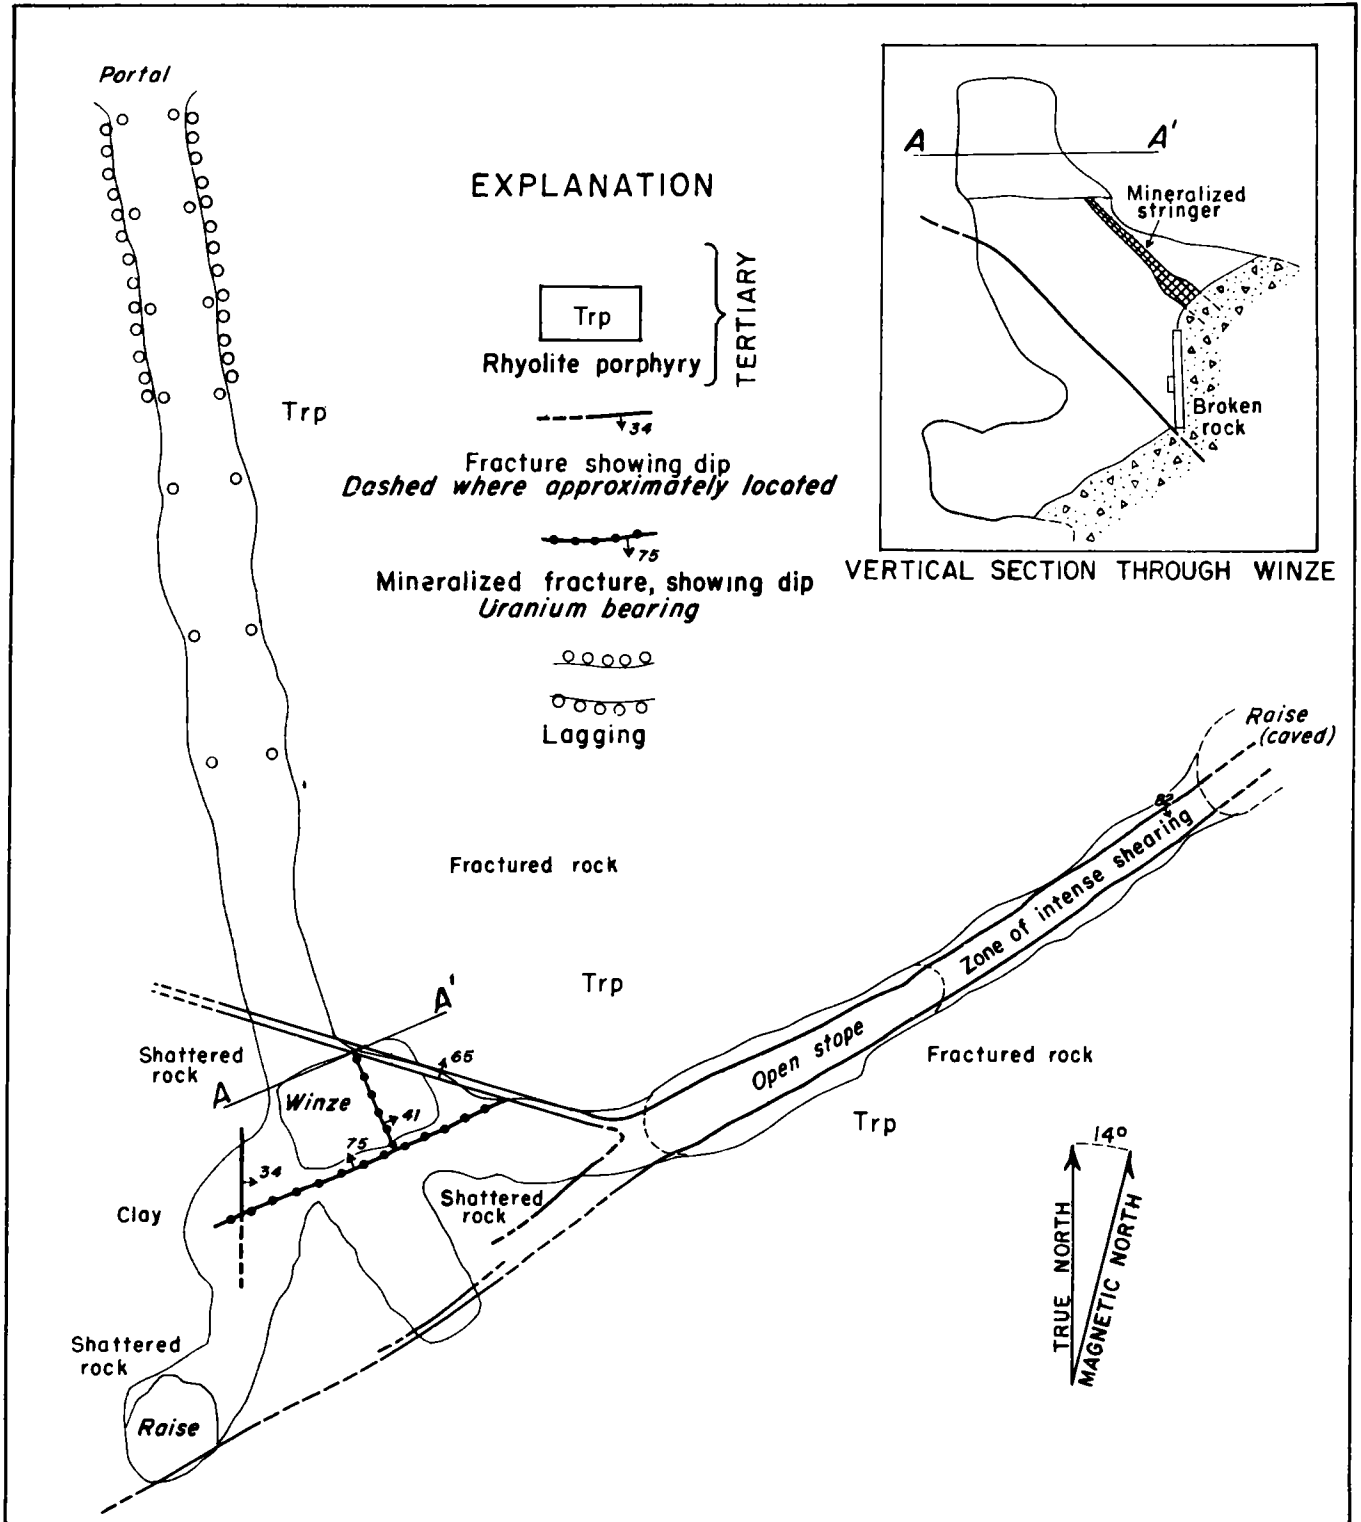 Portal
EXPLANATION
Trp
Rhyolite porphyry
TERTIARY
34
Fracture showing dip
Dashed where approximately located
75
Mineralized fracture, showing dip
Uranium bearing
Lagging
A
A'
Mineralized
stringer
Broken
rock
VERTICAL SECTION THROUGH WINZE
Trp
Raise
(caved)
82
Zone of intense shearing
Fractured rock
Trp
A'
Shattered
rock
65
A
Winze
Open stope
Fractured rock
41
Trp
75
34
Clay
Shattered
rock
14°
TRUE NORTH
MAGNETIC NORTH
Shattered
rock
Raise